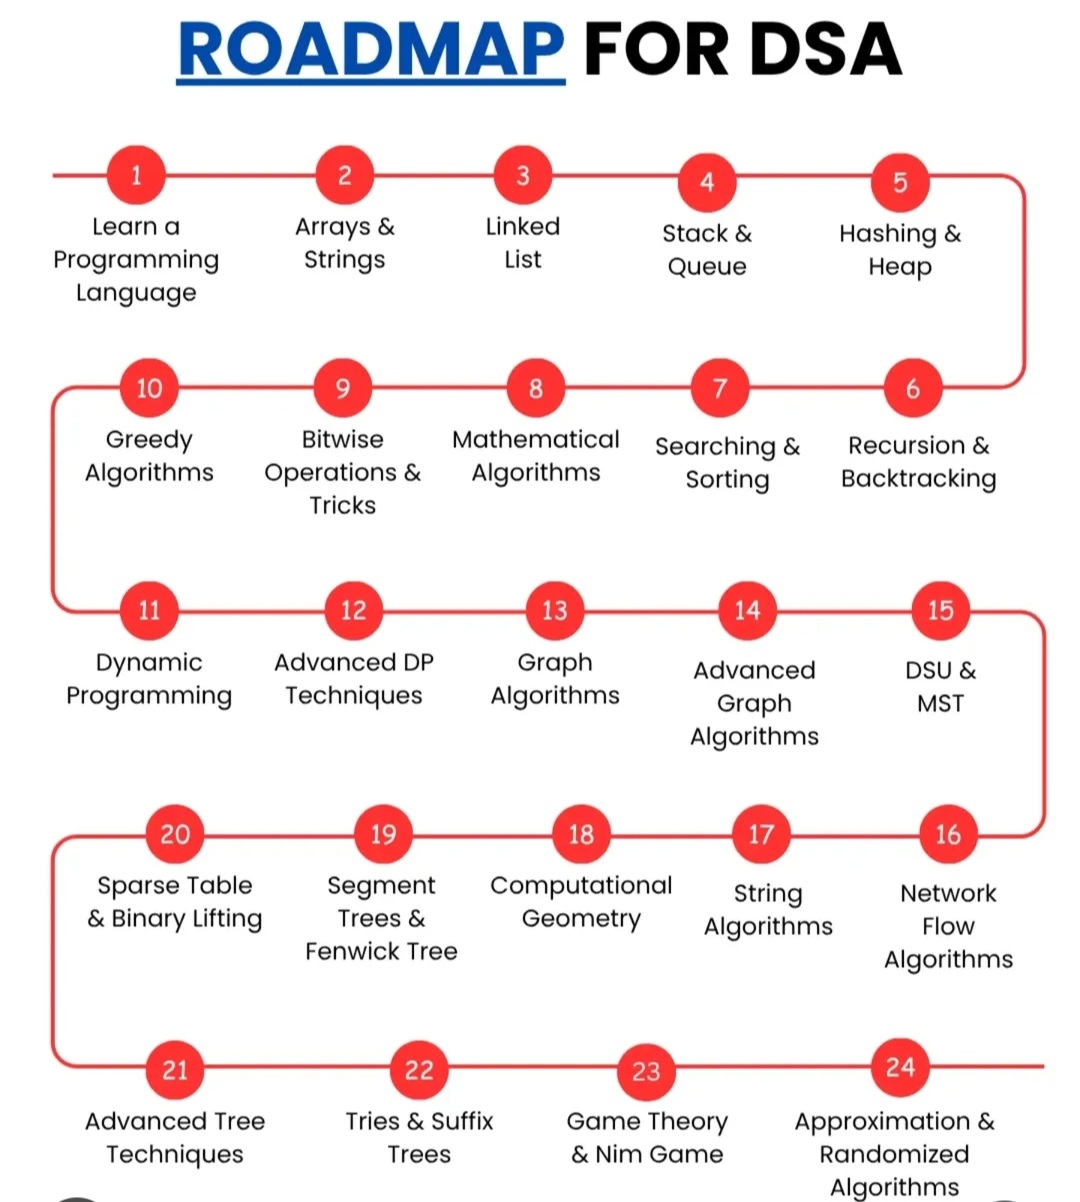 ROADMAP FOR DSA
1
Learn a
Programming
Language
2
Arrays &
Strings
3
Linked
List
4
Stack &
Queue
5
Hashing &
Heap
6
Recursion &
Backtracking
7
Searching &
Sorting
8
Mathematical
Algorithms
9
Bitwise
Operations &
Tricks
10
Greedy
Algorithms
11
Dynamic
Programming
12
Advanced DP
Techniques
13
Graph
Algorithms
14
Advanced
Graph
Algorithms
15
DSU &
MST
16
Network
Flow
Algorithms
17
String
Algorithms
18
Computational
Geometry
19
Segment
Trees &
Fenwick Tree
20
Sparse Table
& Binary Lifting
21
Advanced Tree
Techniques
22
Tries & Suffix
Trees
23
Game Theory
& Nim Game
24
Approximation &
Randomized
Algorithms